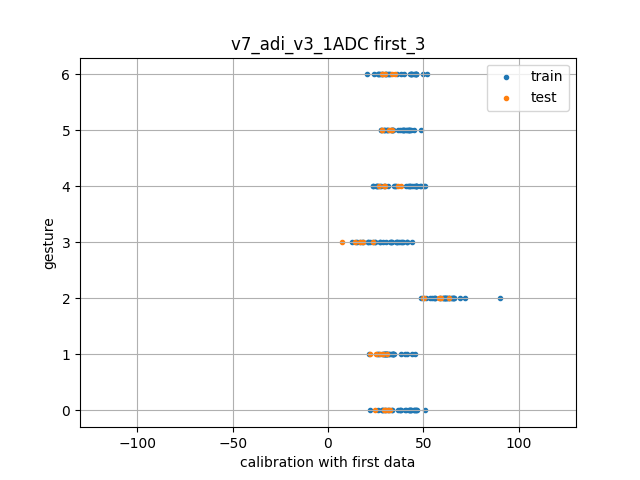 v7_adi_v3_1ADC first_3
train
test
gesture
6
5
4
3
2
1
0
−100
−50
0
50
100
calibration with first data